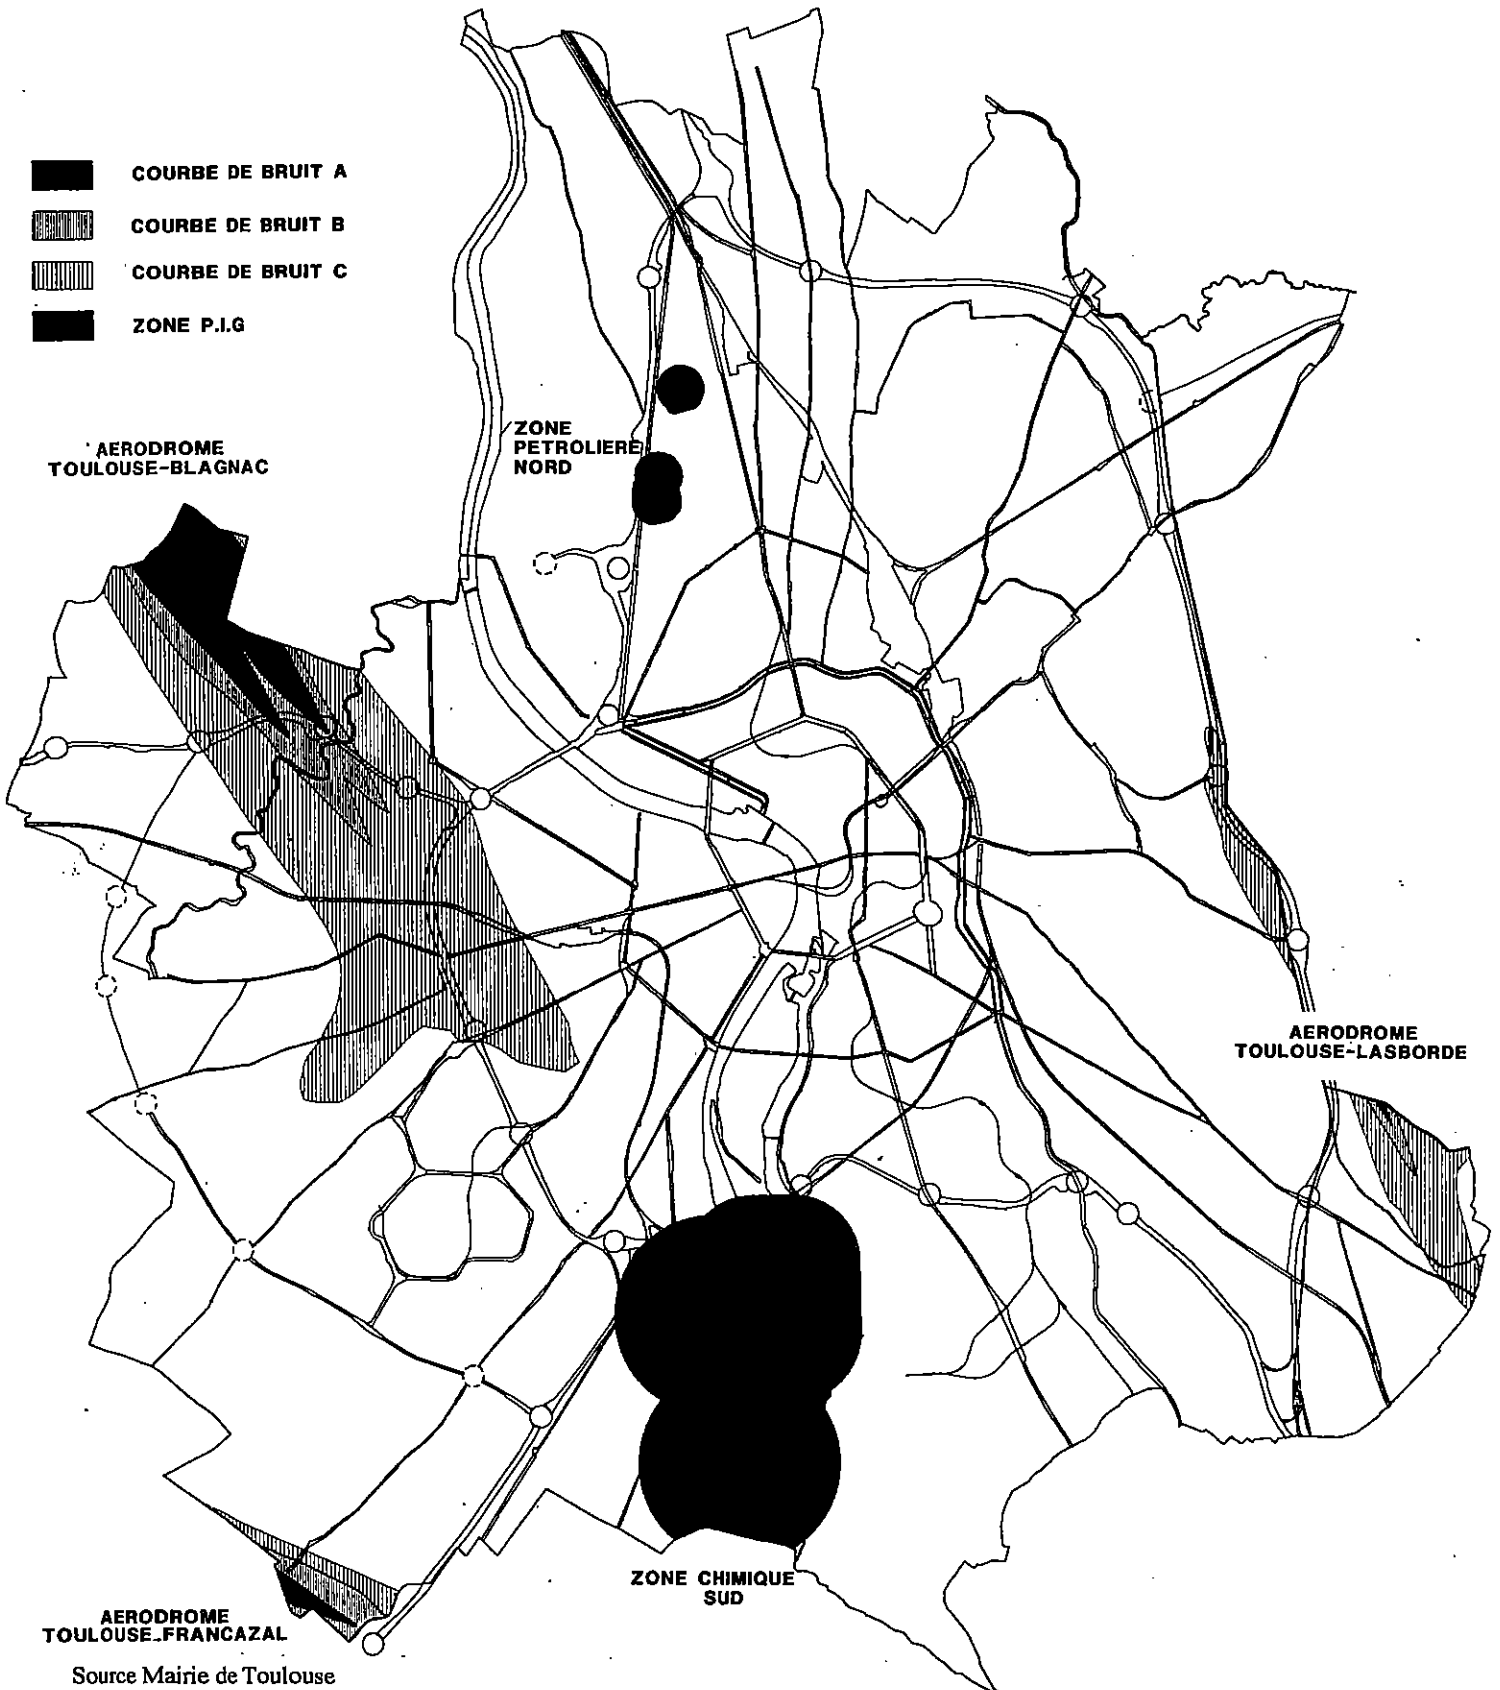 COURBE DE BRUIT A
COURBE DE BRUIT B
COURBE DE BRUIT C
ZONE P.I.G
AERODROME
TOULOUSE-BLAGNAC
ZONE
PETROLIERE
NORD
AERODROME
TOULOUSE-LASBORDE
ZONE CHIMIQUE
SUD
AERODROME
TOULOUSE-FRANCAZAL
Source Mairie de Toulouse